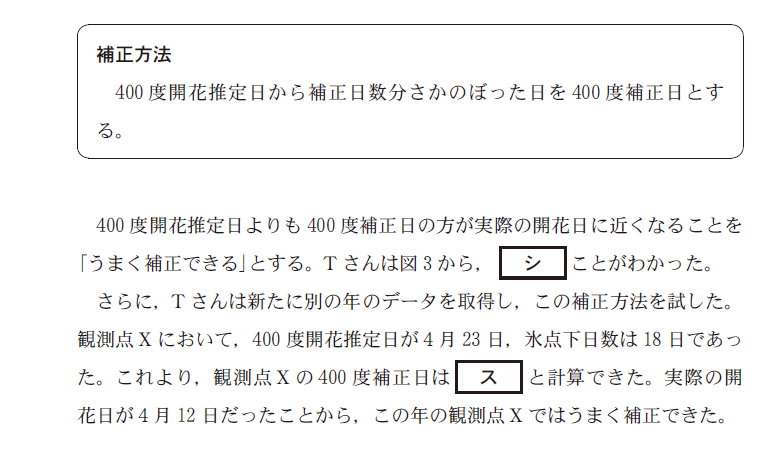 補正方法
400 度開花推定日から補正日数分さかのぼった日を 400 度補正日とす
る。
400 度開花推定日よりも 400 度補正日の方が実際の開花日に近くなることを
「うまく補正できる」とする。T さんは図 3 から， シ ことがわかった。
さらに，T さんは新たに別の年のデータを取得し，この補正方法を試した。
観測点 X において，400 度開花推定日が 4 月 23 日，氷点下日数は 18 日であっ
た。これより，観測点 X の 400 度補正日は ス と計算できた。実際の開
花日が 4 月 12 日だったことから，この年の観測点 X ではうまく補正できた。